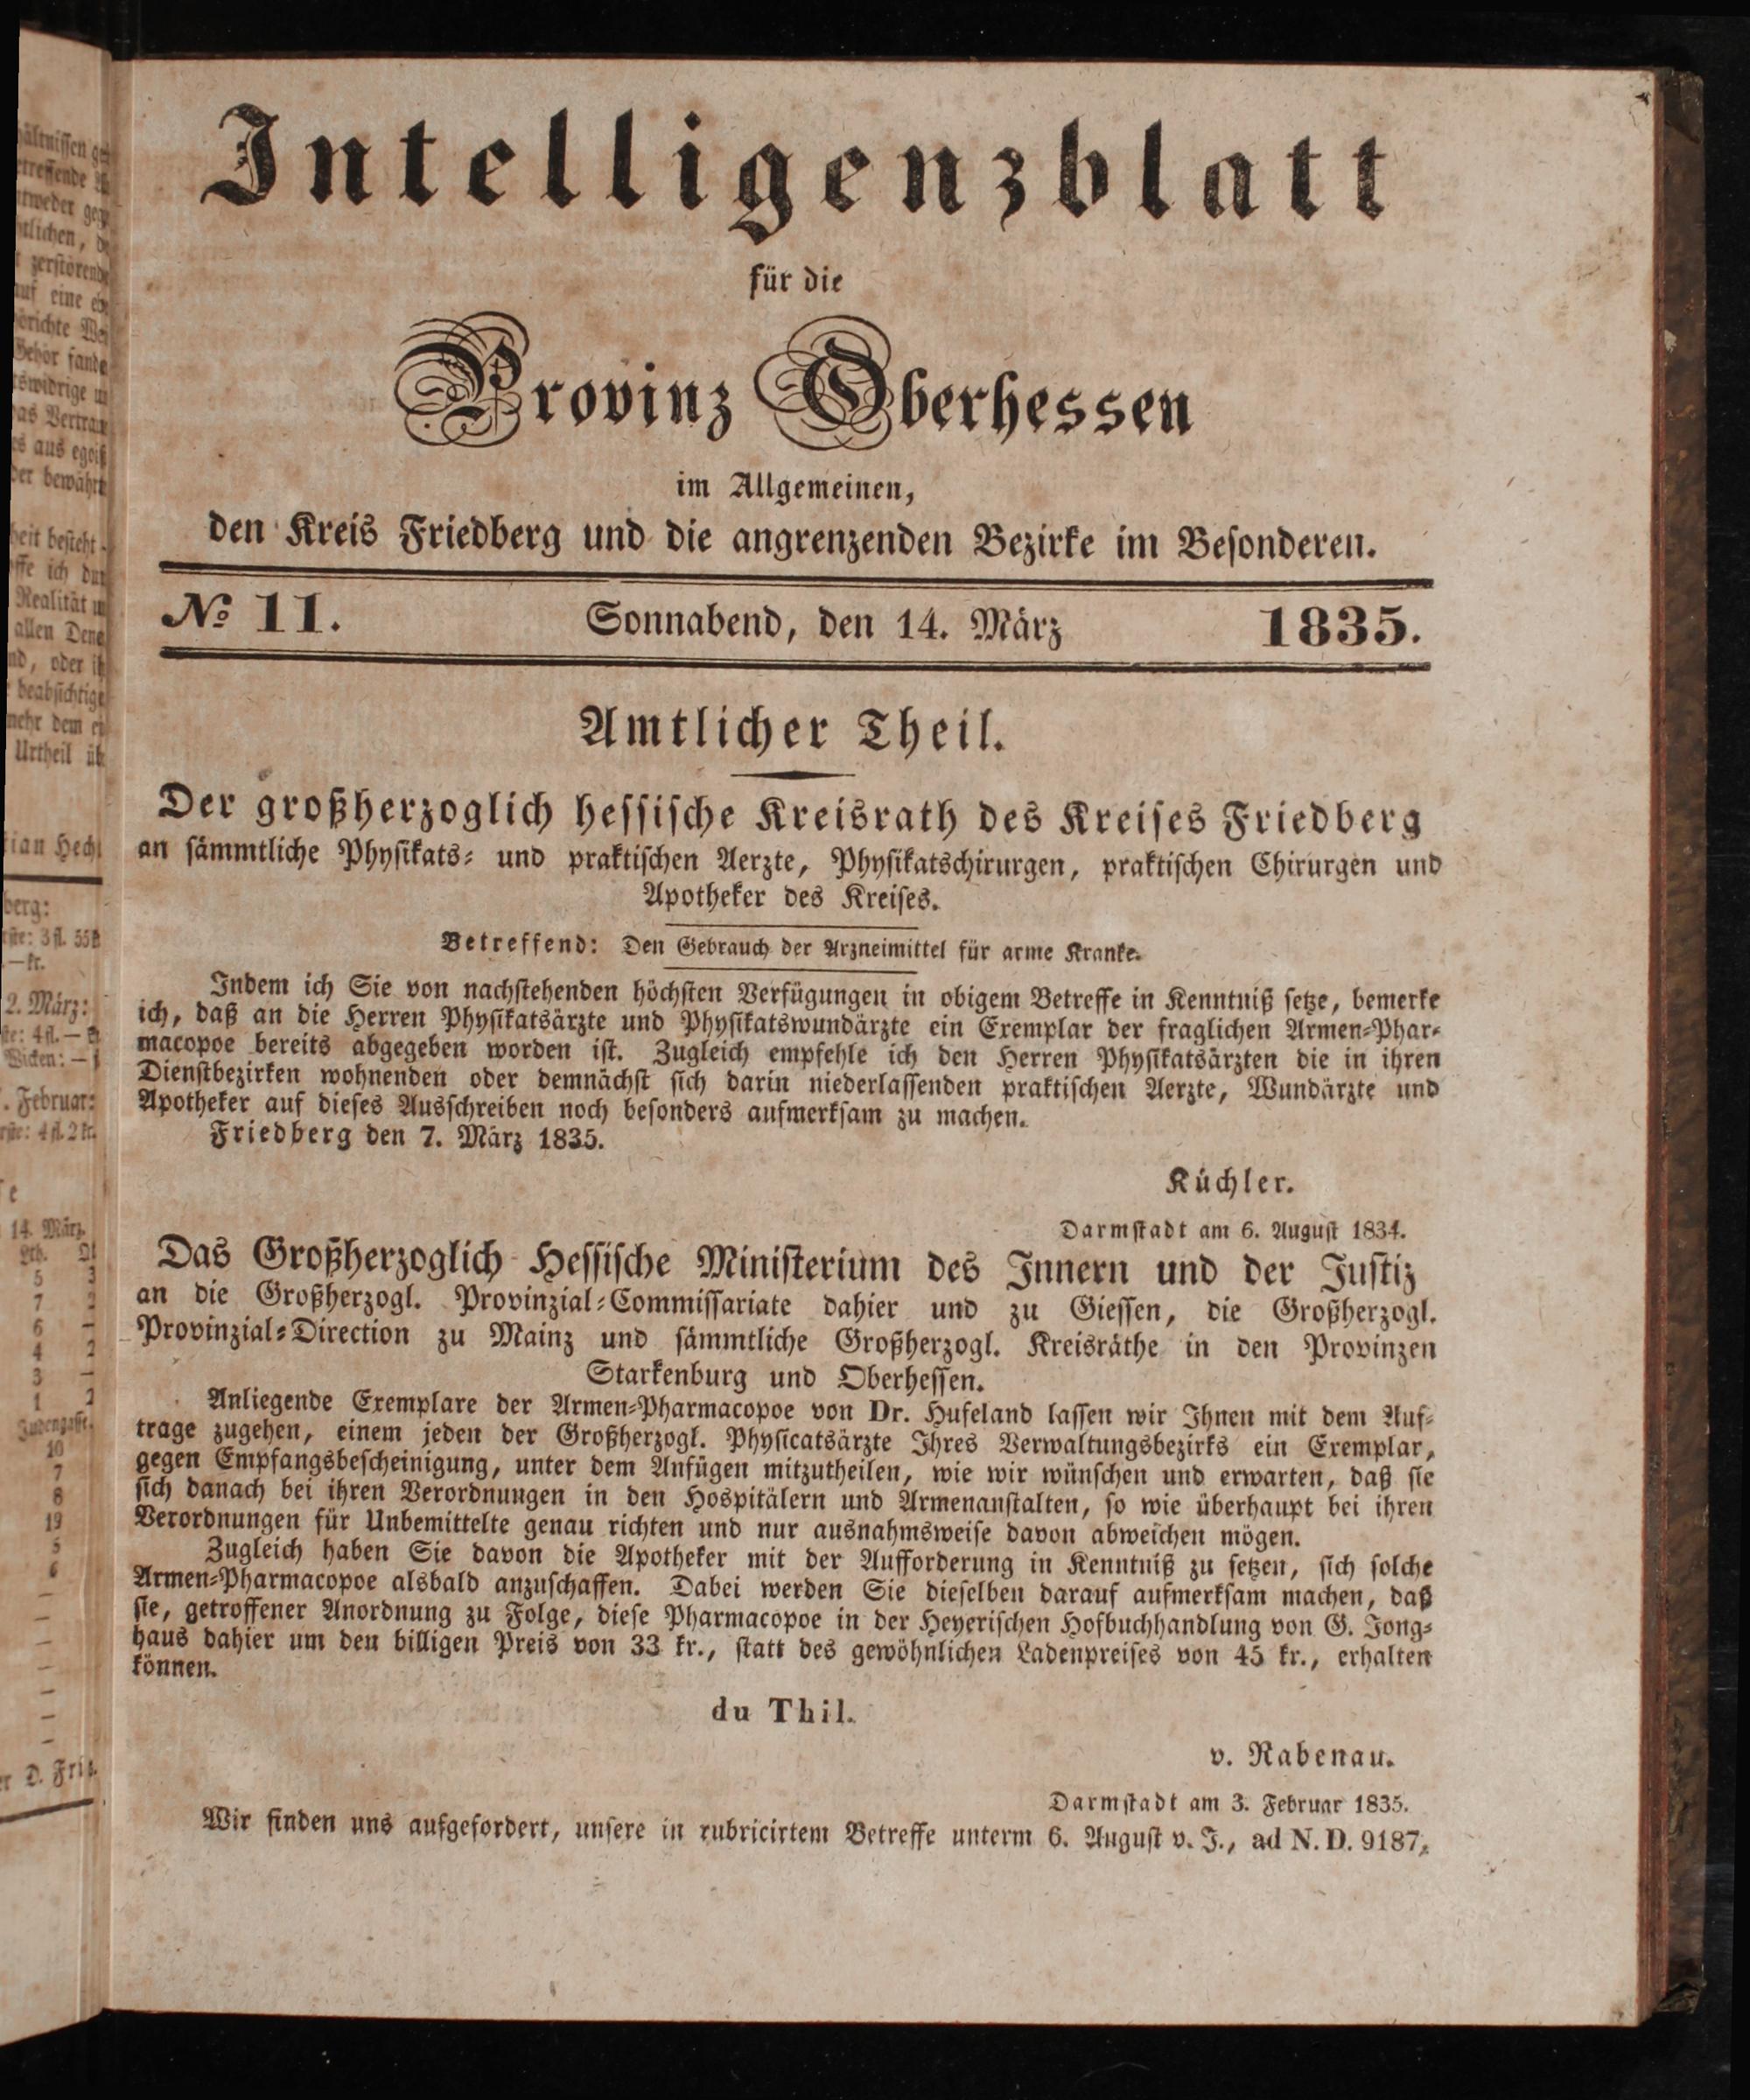 Intelligenzblatt
für die
Provinz Oberhessen
im Allgemeinen,
den Kreis Friedberg und die angrenzenden Bezirke im Besonderen.
№ 11. Sonnabend, den 14. März 1835.
Amtlicher Theil.
Der großherzoglich hessische Kreisrath des Kreises Friedberg
an sämmtliche Physikats- und praktischen Aerzte, Physikatschirurgen, praktischen Chirurgen und
Apotheker des Kreises.
Betreffend: Den Gebrauch der Arzneimittel für arme Kranke.
Indem ich Sie von nachstehenden höchsten Verfügungen in obigem Betreffe in Kenntniß setze, bemerke
ich, daß an die Herren Physikatsärzte und Physikatswundärzte ein Exemplar der fraglichen Armen-Phar-
macopoe bereits abgegeben worden ist. Zugleich empfehle ich den Herren Physikatsärzten die in ihren
Dienstbezirken wohnenden oder demnächst sich darin niederlassenden praktischen Aerzte, Wundärzte und
Apotheker auf dieses Ausschreiben noch besonders aufmerksam zu machen.
Friedberg den 7. März 1835.
Küchler.
Darmstadt am 6. August 1834.
Das Großherzoglich Hessische Ministerium des Innern und der Justiz
an die Großherzogl. Provinzial-Commissariate dahier und zu Giessen, die Großherzogl.
Provinzial-Direction zu Mainz und sämmtliche Großherzogl. Kreisräthe in den Provinzen
Starkenburg und Oberhessen.
Anliegende Exemplare der Armen-Pharmacopoe von Dr. Hufeland lassen wir Ihnen mit dem Auf-
trage zugehen, einem jeden der Großherzogl. Physicatsärzte Ihres Verwaltungsbezirks ein Exemplar,
gegen Empfangsbescheinigung, unter dem Anfügen mitzutheilen, wie wir wünschen und erwarten, daß sie
sich danach bei ihren Verordnungen in den Hospitälern und Armenanstalten, so wie überhaupt bei ihren
Verordnungen für Unbemittelte genau richten und nur ausnahmsweise davon abweichen mögen.
Zugleich haben Sie davon die Apotheker mit der Aufforderung in Kenntniß zu setzen, sich solche
Armen-Pharmacopoe alsbald anzuschaffen. Dabei werden Sie dieselben darauf aufmerksam machen, daß
sie, getroffener Anordnung zu Folge, diese Pharmacopoe in der Heyerischen Hofbuchhandlung von G. Jong-
haus dahier um den billigen Preis von 33 kr., statt des gewöhnlichen Ladenpreises von 45 kr., erhalten
können.
du Thil.
v. Rabenau.
Darmstadt am 3. Februar 1835.
Wir finden uns aufgefordert, unsere in rubricirtem Betreffe unterm 6. August v. J., ad N. D. 9187,